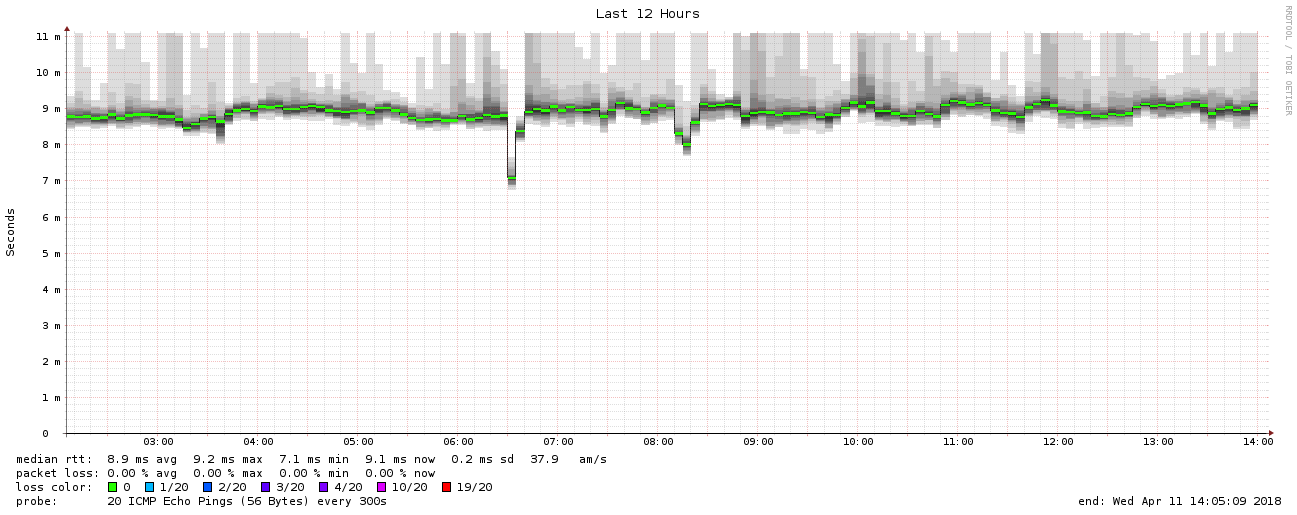 Last 12 Hours
RRDTOOL / TOBI OETIKER
Seconds
11 m
10 m
9 m
8 m
7 m
6 m
5 m
4 m
3 m
2 m
1 m
0
03:00 04:00 05:00 06:00 07:00 08:00 09:00 10:00 11:00 12:00 13:00 14:00
median rtt: 8.9 ms avg 9.2 ms max 7.1 ms min 9.1 ms now 0.2 ms sd 37.9 am/s
packet loss: 0.00 % avg 0.00 % max 0.00 % min 0.00 % now
loss color: 0 1/20 2/20 3/20 4/20 10/20 19/20
probe: 20 ICMP Echo Pings (56 Bytes) every 300s end: Wed Apr 11 14:05:09 2018